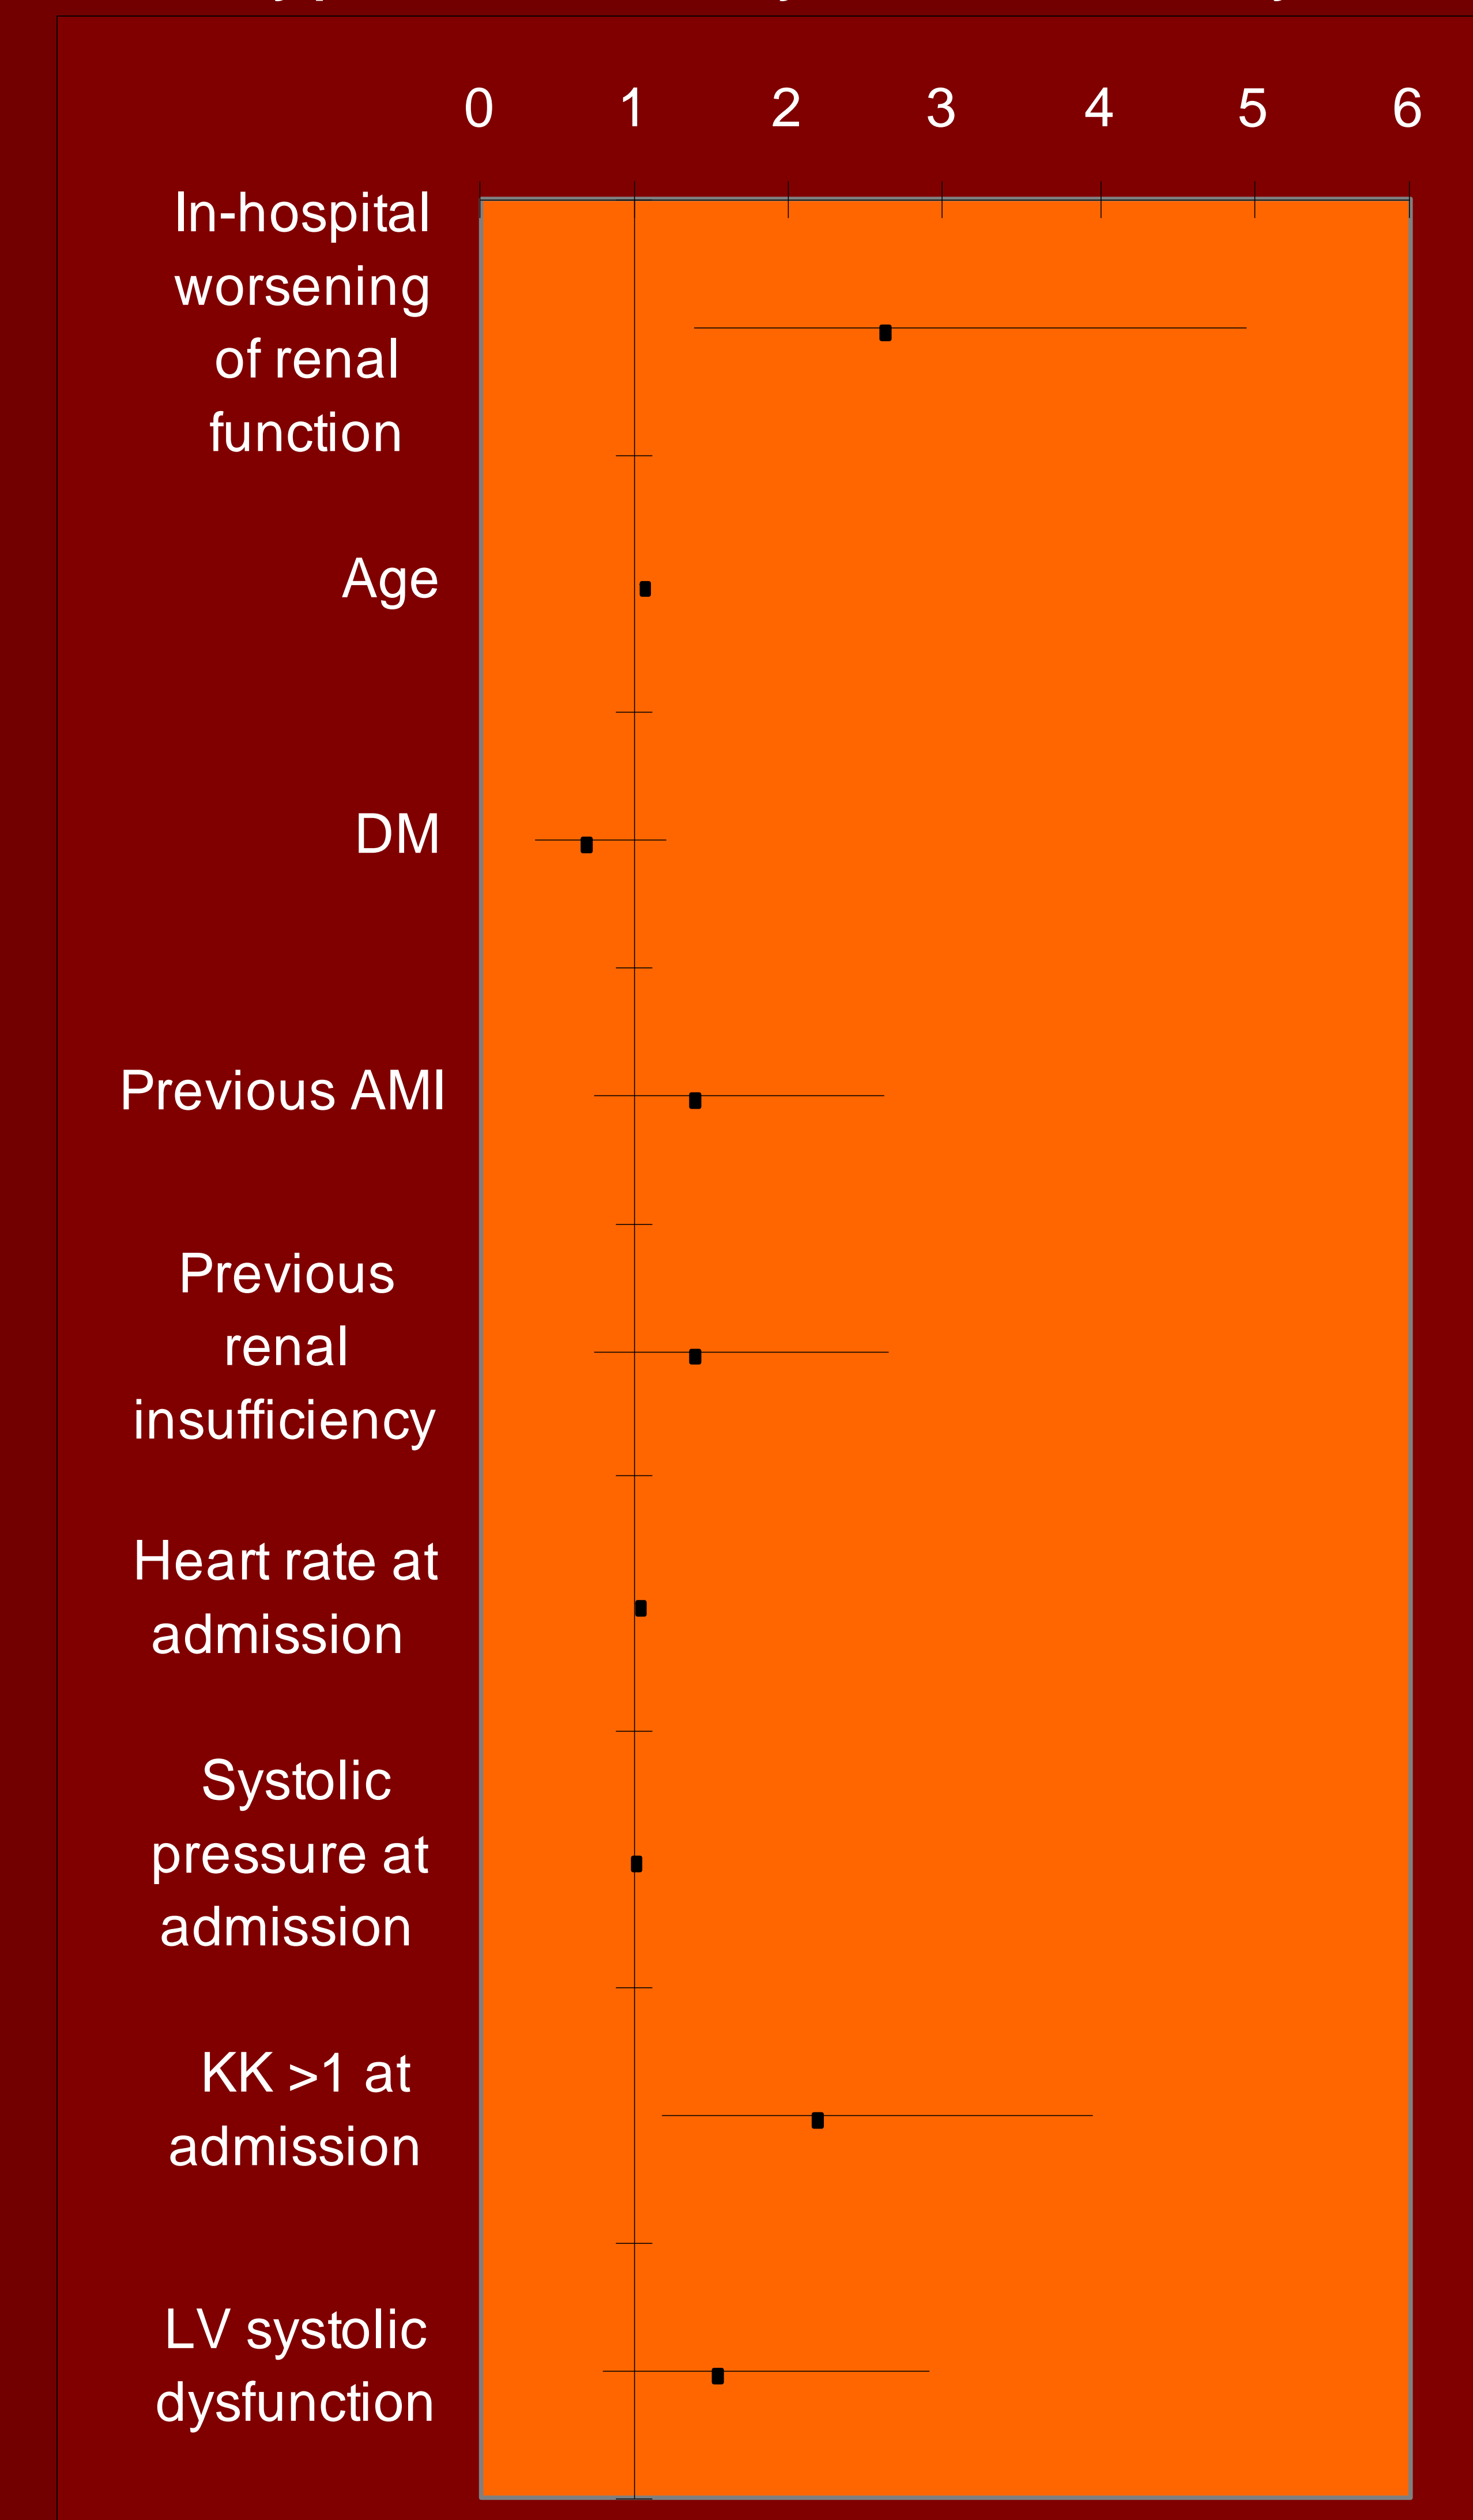 0 1 2 3 4 5 6
In-hospital
worsening
of renal
function
Age
DM
Previous AMI
Previous
renal
insufficiency
Heart rate at
admission
Systolic
pressure at
admission
KK >1 at
admission
LV systolic
dysfunction